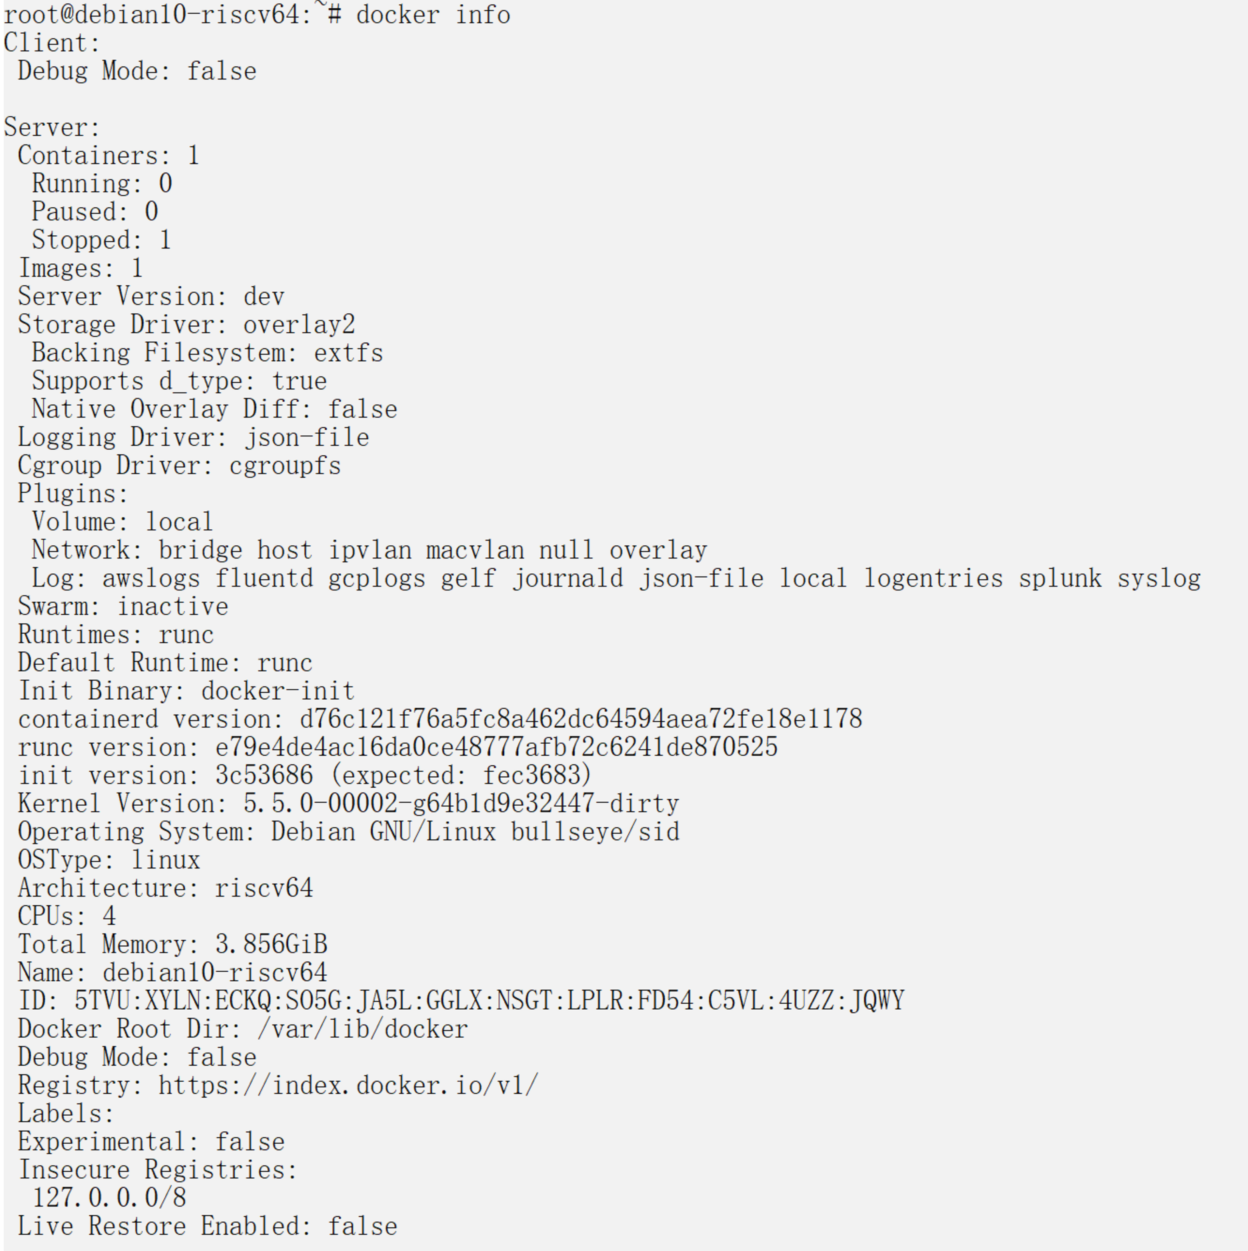 root@debian10-riscv64:~# docker info
Client:
 Debug Mode: false

Server:
 Containers: 1
  Running: 0
  Paused: 0
  Stopped: 1
 Images: 1
 Server Version: dev
 Storage Driver: overlay2
  Backing Filesystem: extfs
  Supports d_type: true
  Native Overlay Diff: false
 Logging Driver: json-file
 Cgroup Driver: cgroupfs
 Plugins:
  Volume: local
  Network: bridge host ipvlan macvlan null overlay
  Log: awslogs fluentd gcplogs gelf journald json-file local logentries splunk syslog
 Swarm: inactive
 Runtimes: runc
 Default Runtime: runc
 Init Binary: docker-init
 containerd version: d76c121f76a5fc8a462dc64594aea72fe18e1178
 runc version: e79e4de4ac16da0ce48777afb72c6241de870525
 init version: 3c53686 (expected: fec3683)
 Kernel Version: 5.5.0-00002-g64b1d9e32447-dirty
 Operating System: Debian GNU/Linux bullseye/sid
 OSType: linux
 Architecture: riscv64
 CPUs: 4
 Total Memory: 3.856GiB
 Name: debian10-riscv64
 ID: 5TVU:XYLN:ECKQ:SO5G:JA5L:GGLX:NSGT:LPLR:FD54:C5VL:4UZZ:JQWY
 Docker Root Dir: /var/lib/docker
 Debug Mode: false
 Registry: https://index.docker.io/v1/
 Labels:
 Experimental: false
 Insecure Registries:
  127.0.0.0/8
 Live Restore Enabled: false